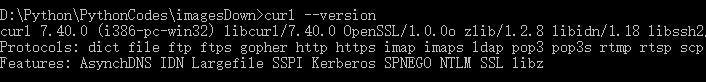 D:\Python\PythonCodes\imagesDown>curl --version
curl 7.40.0 (i386-pc-win32) libcurl/7.40.0 OpenSSL/1.0.0o zlib/1.2.8 libidn/1.18 libssh2
Protocols: dict file ftp ftps gopher http https imap imaps ldap pop3 pop3s rtmp rtsp scp
Features: AsynchDNS IDN Largefile SSPI Kerberos SPNEGO NTLM SSL libz